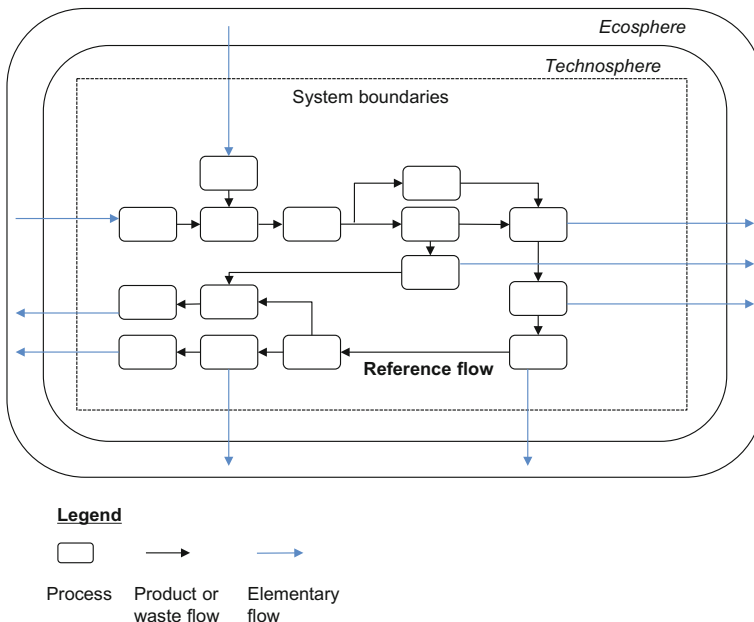 Ecosphere
Technosphere
System boundaries
Reference flow
Legend
Process
Product or
waste flow
Elementary
flow